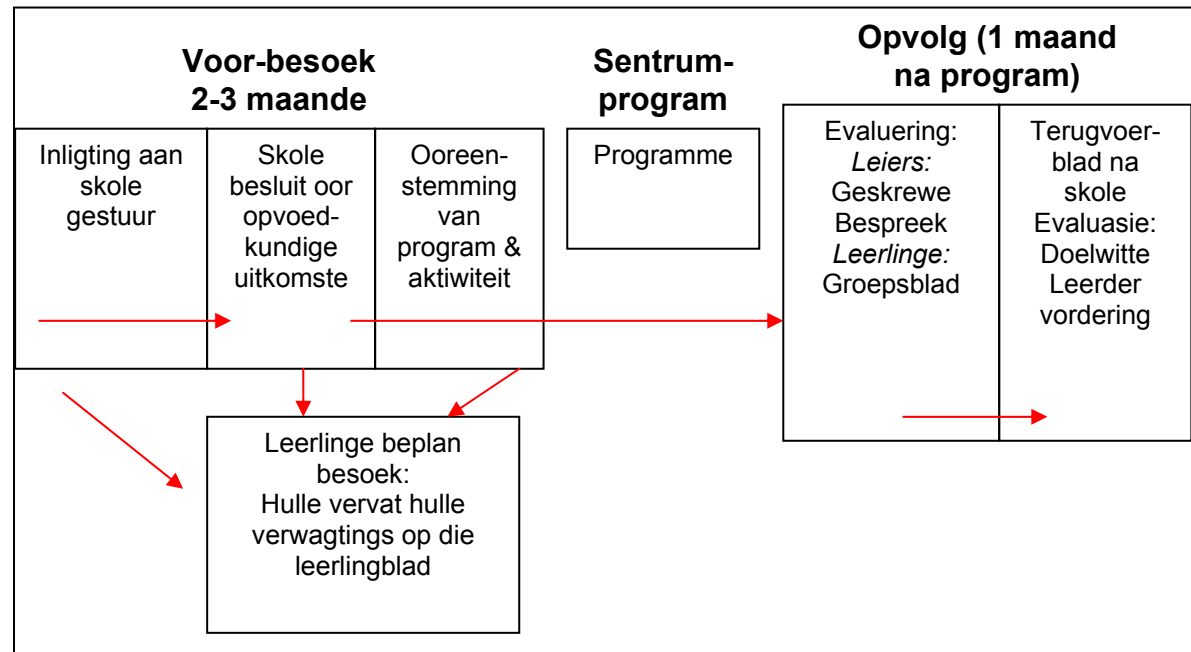 Voor-besoek
2-3 maande
Sentrum-
program
Opvolg (1 maand
na program)
Inligting aan
skole
gestuur
Skole
besluit oor
opvoed-
kundige
uitkomste
Ooreen-
stemming
van
program &
aktiwiteit
Programme
Evaluering:
Leiers:
Geskrewe
Bespreek
Leerlinge:
Groepsblad
Terugvoer-
blad na
skole
Evaluasie:
Doelwitte
Leerder
vordering
Leerlinge beplan
besoek:
Hulle vervat hulle
verwagtings op die
leerlingblad